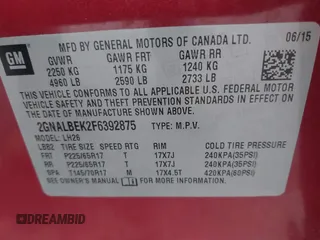 GM
MFD BY GENERAL MOTORS OF CANADA LTD.
06/15
GVWR GAWR FRT GAWR RR
2250 KG 1175 KG 1240 KG
4960 LB 2590 LB 2733 LB
THIS VEHICLE CONFORMS TO ALL APPLICABLE U.S. FEDERAL
MOTOR VEHICLE SAFETY, BUMPER, AND THEFT PREVENTION
STANDARDS IN EFFECT ON THE DATE OF MANUFACTURE
SHOWN ABOVE.
2GNALBEK2F6392875 TYPE: M.P.V.
MODEL: LH26
TIRE SIZE SPEED RTG RIM COLD TIRE PRESSURE
FRT P225/65R17 T 17X7J 240KPA(35PSI)
RR P225/65R17 T 17X7J 240KPA(35PSI)
SPA T145/70R17 M 17X4.5T 420KPA(60PSI)
SEE OWNER'S MANUAL FOR MORE INFORMATION.
DREAMBID.COM